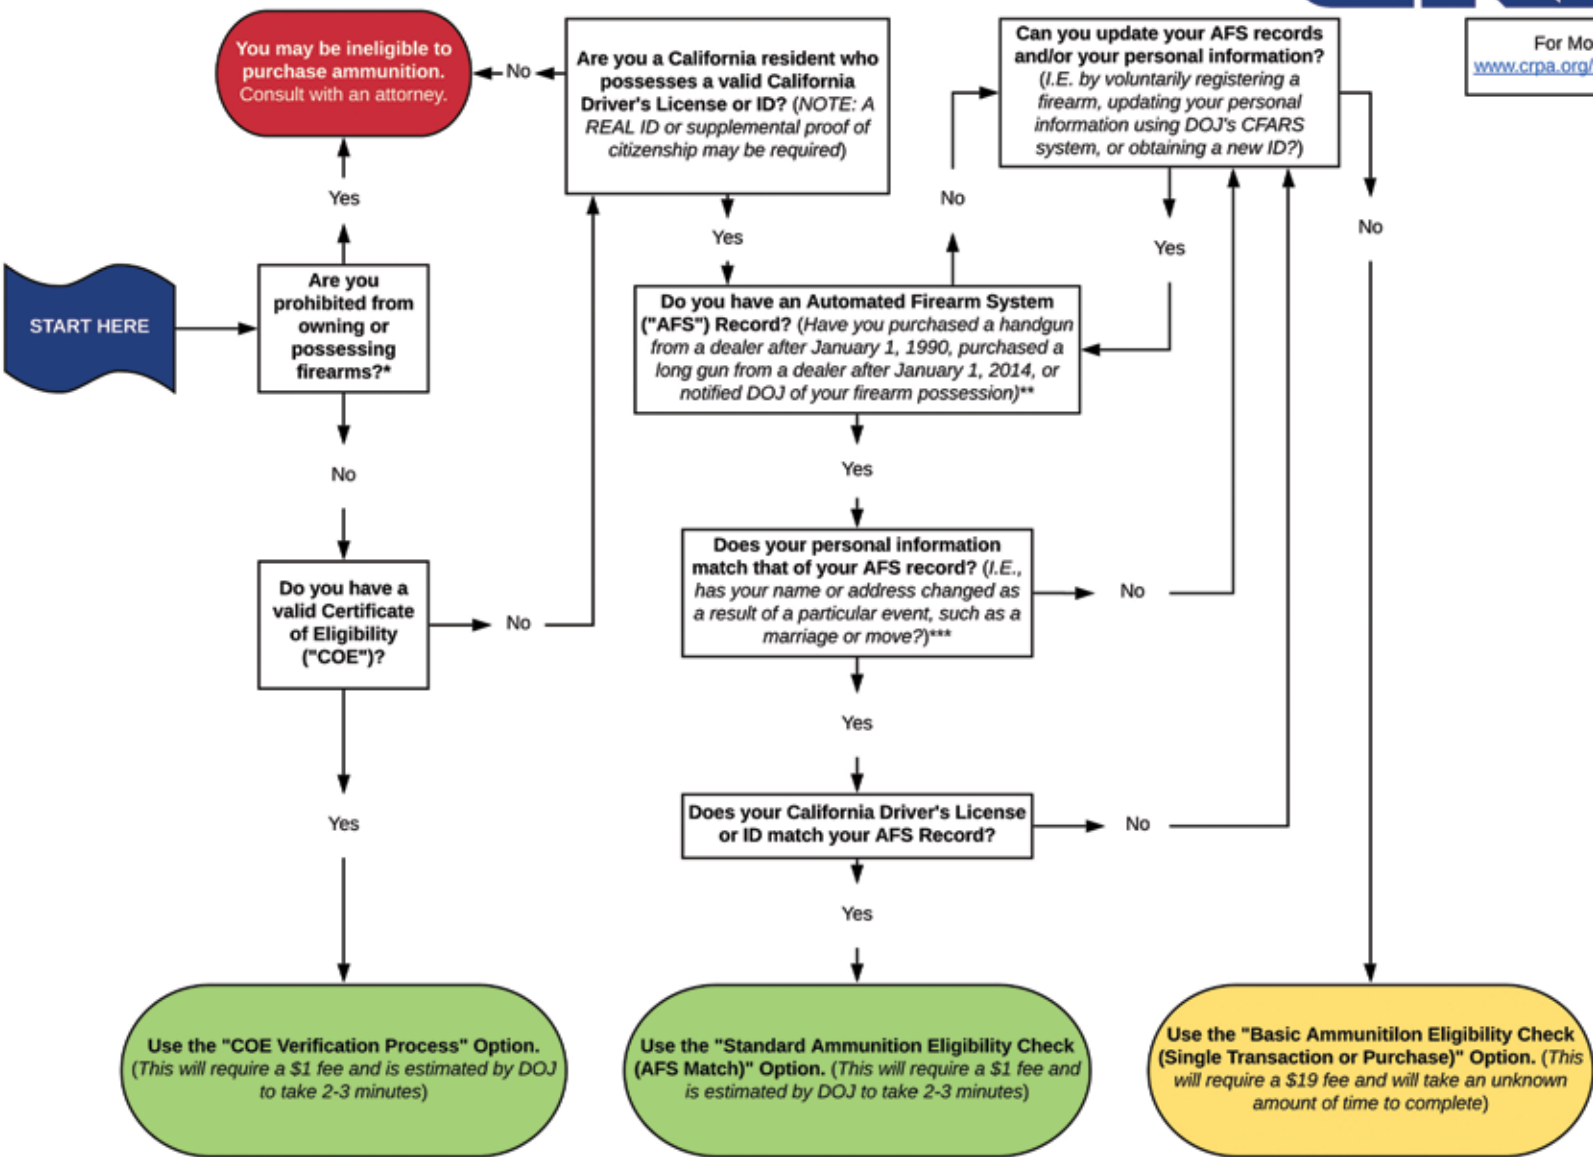 You may be ineligible to
purchase ammunition.
Consult with an attorney.
No
Are you a California resident who
possesses a valid California
Driver's License or ID? (NOTE: A
REAL ID or supplemental proof of
citizenship may be required)
Can you update your AFS records
and/or your personal information?
(I.E. by voluntarily registering a
firearm, updating your personal
information using DOJ's CFARS
system, or obtaining a new ID?)
For Mo
www.crpa.org/
Yes
Yes
No
Yes
No
START HERE
Are you
prohibited from
owning or
possessing
firearms?*
Do you have an Automated Firearm System
("AFS") Record? (Have you purchased a handgun
from a dealer after January 1, 1990, purchased a
long gun from a dealer after January 1, 2014, or
notified DOJ of your firearm possession)**
No
Yes
Do you have a
valid Certificate
of Eligibility
("COE")?
No
Does your personal information
match that of your AFS record? (I.E.,
has your name or address changed as
a result of a particular event, such as a
marriage or move?)***
No
Yes
Yes
Does your California Driver's License
or ID match your AFS Record?
No
Yes
Use the "COE Verification Process" Option.
(This will require a $1 fee and is estimated by DOJ
to take 2-3 minutes)
Use the "Standard Ammunition Eligibility Check
(AFS Match)" Option. (This will require a $1 fee and
is estimated by DOJ to take 2-3 minutes)
Use the "Basic Ammunitilon Eligibility Check
(Single Transaction or Purchase)" Option. (This
will require a $19 fee and will take an unknown
amount of time to complete)